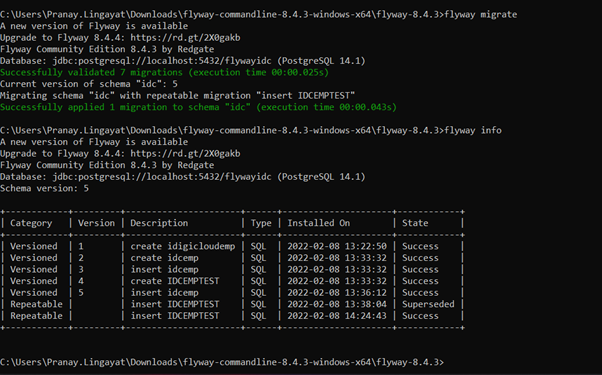 C:\Users\Pranay.Lingayat\Downloads\flyway-commandline-8.4.3-windows-x64\flyway-8.4.3>flyway migrate
A new version of Flyway is available
Upgrade to Flyway 8.4.4: https://rd.gt/2X0gakb
Flyway Community Edition 8.4.3 by Redgate
Database: jdbc:postgresql://localhost:5432/flywayidc (PostgreSQL 14.1)
Successfully validated 7 migrations (execution time 00:00.025s)
Current version of schema "idc": 5
Migrating schema "idc" with repeatable migration "insert IDCEMPTEST"
Successfully applied 1 migration to schema "idc" (execution time 00:00.043s)
C:\Users\Pranay.Lingayat\Downloads\flyway-commandline-8.4.3-windows-x64\flyway-8.4.3>flyway info
A new version of Flyway is available
Upgrade to Flyway 8.4.4: https://rd.gt/2X0gakb
Flyway Community Edition 8.4.3 by Redgate
Database: jdbc:postgresql://localhost:5432/flywayidc (PostgreSQL 14.1)
Schema version: 5
+------------+---------+---------------------+------+---------------------+------------+
| Category | Version | Description | Type | Installed On | State |
+------------+---------+---------------------+------+---------------------+------------+
| Versioned | 1 | create idigicloudemp | SQL | 2022-02-08 13:22:50 | Success |
| Versioned | 2 | create idcemp | SQL | 2022-02-08 13:33:32 | Success |
| Versioned | 3 | insert idcemp | SQL | 2022-02-08 13:33:32 | Success |
| Versioned | 4 | create IDCEMPTEST | SQL | 2022-02-08 13:33:32 | Success |
| Versioned | 5 | insert idcemp | SQL | 2022-02-08 13:36:12 | Success |
| Repeatable | | insert IDCEMPTEST | SQL | 2022-02-08 13:38:04 | Superseded |
| Repeatable | | insert IDCEMPTEST | SQL | 2022-02-08 14:24:43 | Success |
+------------+---------+---------------------+------+---------------------+------------+
C:\Users\Pranay.Lingayat\Downloads\flyway-commandline-8.4.3-windows-x64\flyway-8.4.3>